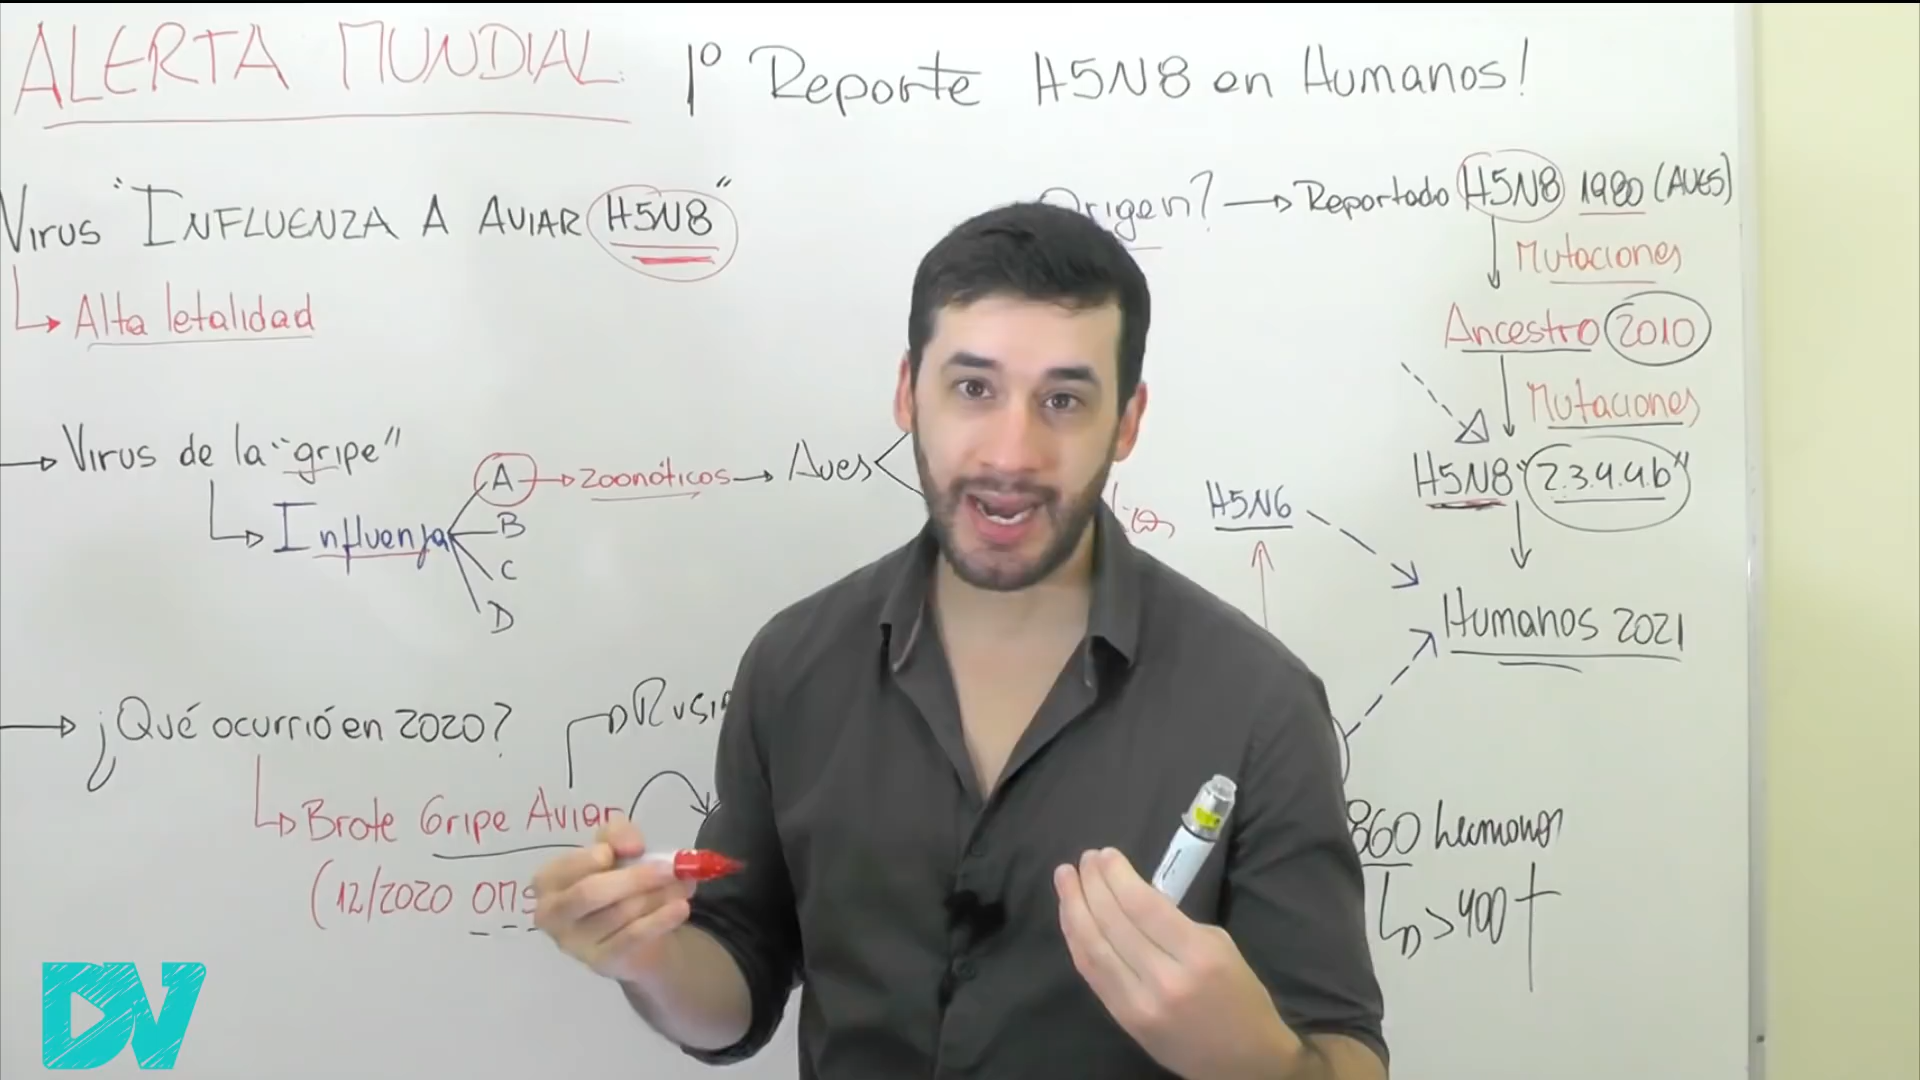 ALERTA MUNDIAL: 1º Reporte H5N8 en Humanos!
Virus "INFLUENZA A AVIAR H5N8"
Alta letalidad
Virus de la "gripe"
Influenza
A
B
C
D
Zoonóticos
Aves
¿Qué ocurrió en 2020?
Brote Gripe Aviar
(12/2020 OMS
Origen?
Reportado H5N8 1980 (AVES)
Mutaciones
Ancestro 2010
Mutaciones
H5N8 "2.3.4.4b"
H5N6
Humanos 2021
860 humanos
>400 †
DN